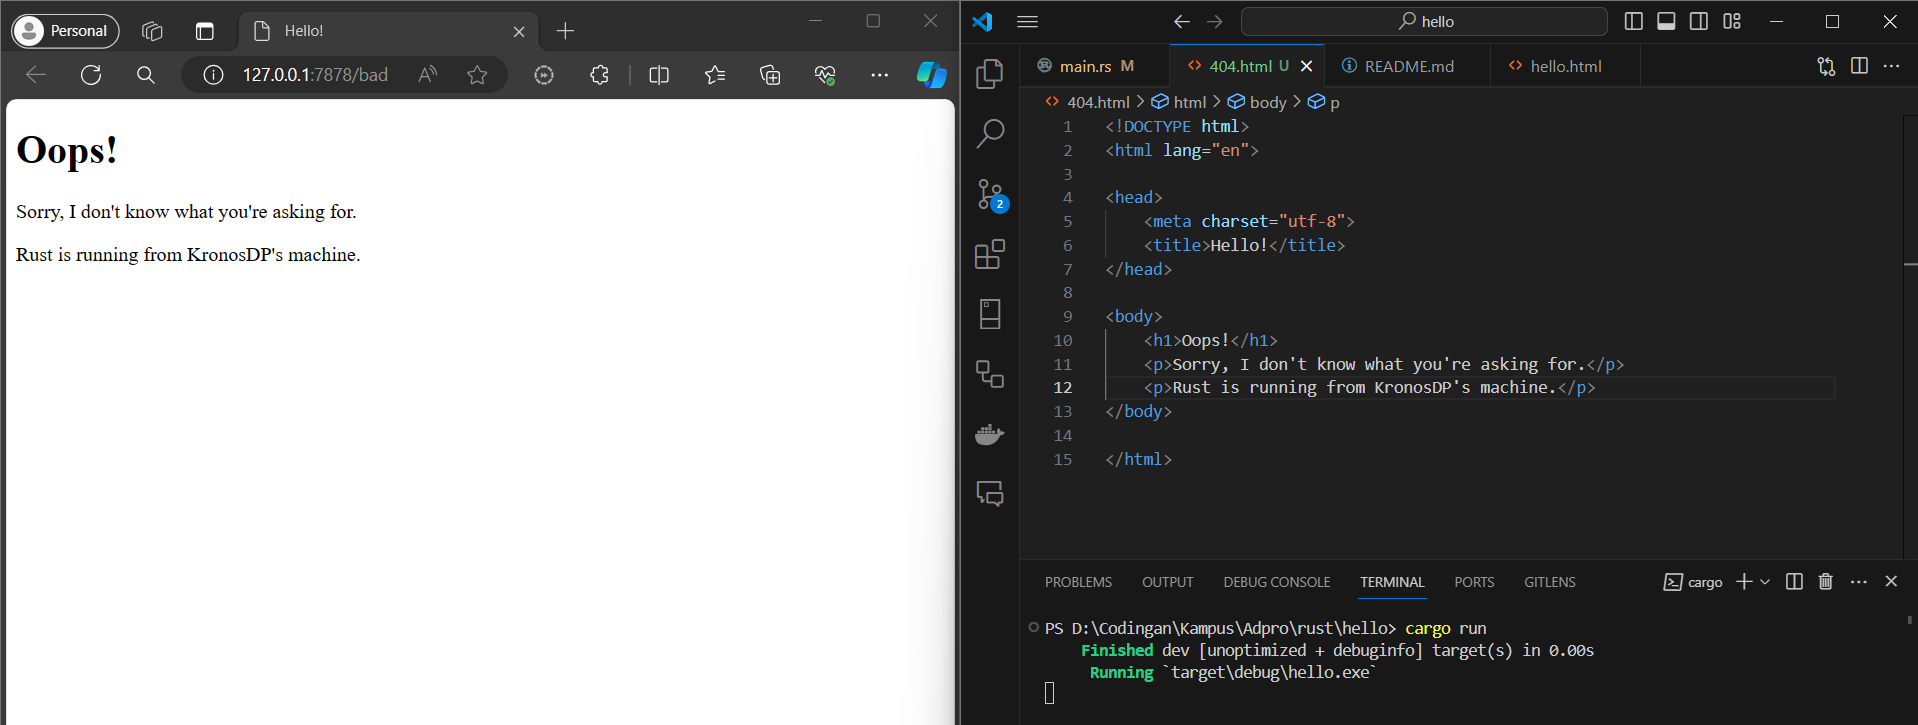 Personal
Hello!
127.0.0.1:7878/bad
Oops!
Sorry, I don't know what you're asking for.
Rust is running from KronosDP's machine.
hello
main.rs M
404.html U
README.md
hello.html
404.html > html > body > p
1 <!DOCTYPE html>
2 <html lang="en">
3
4 <head>
5 <meta charset="utf-8">
6 <title>Hello!</title>
7 </head>
8
9 <body>
10 <h1>Oops!</h1>
11 <p>Sorry, I don't know what you're asking for.</p>
12 <p>Rust is running from KronosDP's machine.</p>
13 </body>
14
15 </html>
2
PROBLEMS OUTPUT DEBUG CONSOLE TERMINAL PORTS GITLENS
cargo
PS D:\Codingan\Kampus\Adpro\rust\hello> cargo run
Finished dev [unoptimized + debuginfo] target(s) in 0.00s
Running `target\debug\hello.exe`